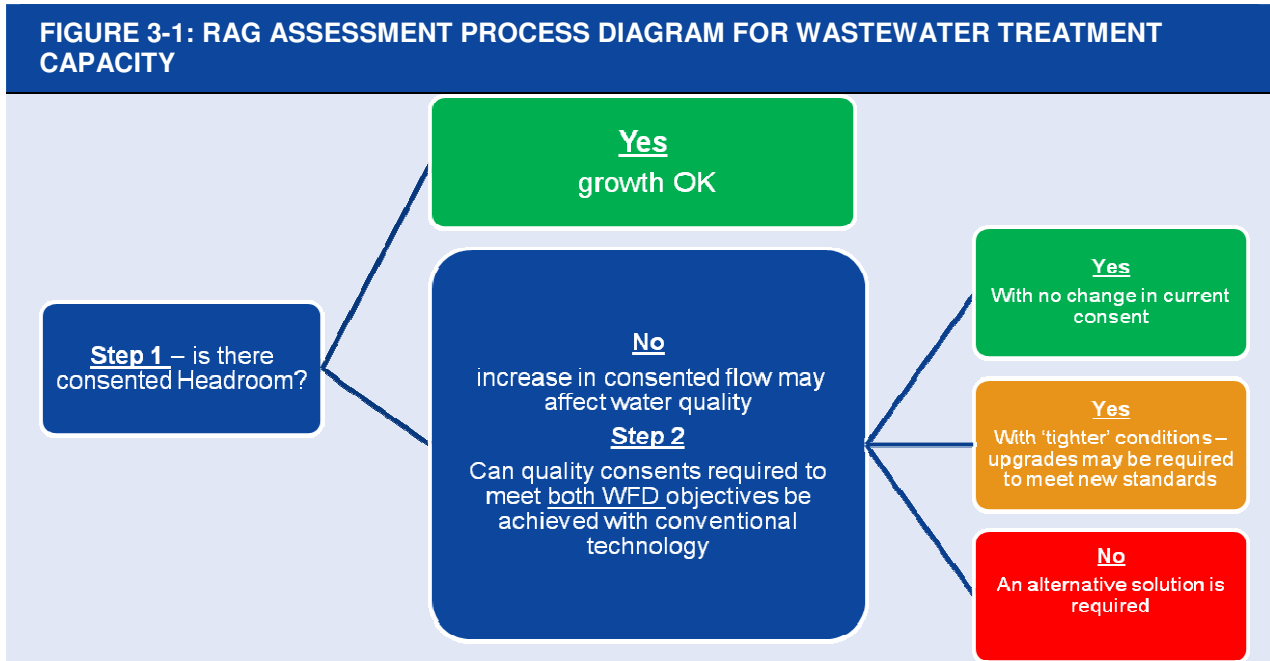 FIGURE 3-1: RAG ASSESSMENT PROCESS DIAGRAM FOR WASTEWATER TREATMENT
CAPACITY
Yes
growth OK
Step 1 – is there
consented Headroom?
No
increase in consented flow may
affect water quality
Step 2
Can quality consents required to
meet both WFD objectives be
achieved with conventional
technology
Yes
With no change in current
consent
Yes
With ‘tighter’ conditions –
upgrades may be required
to meet new standards
No
An alternative solution is
required